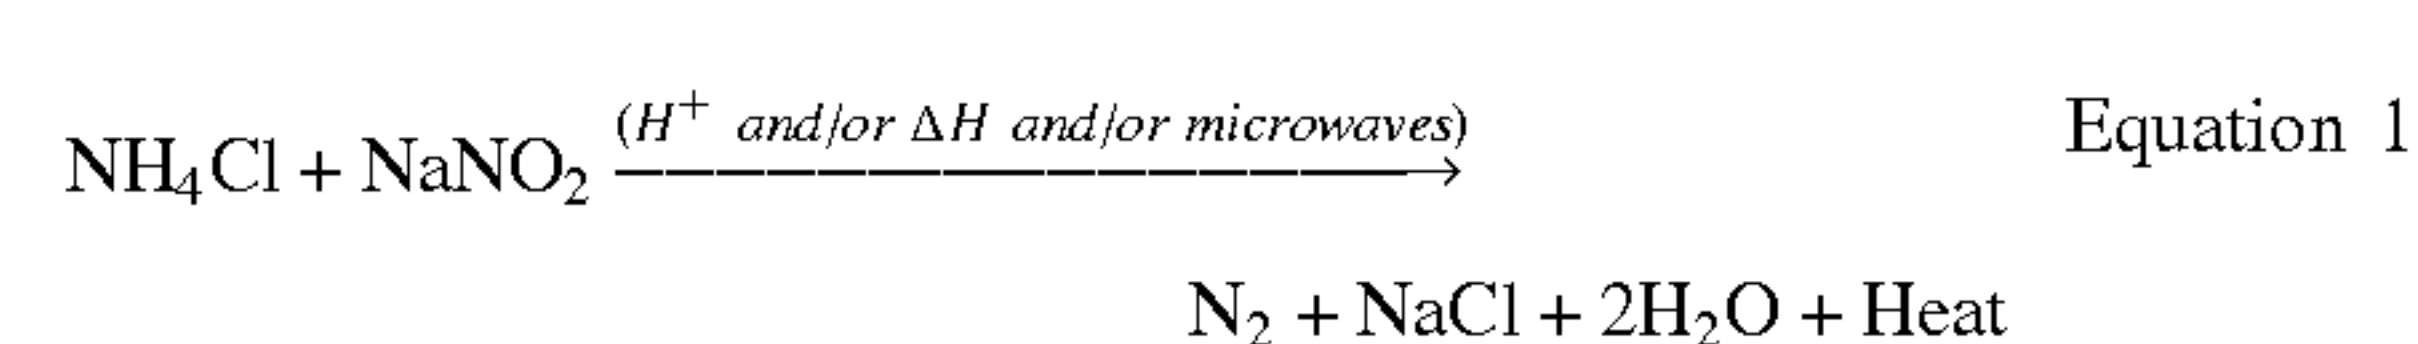 (H⁺ and/or ΔH and/or microwaves)
NH₄Cl + NaNO₂ ⟶ Equation 1
N₂ + NaCl + 2H₂O + Heat